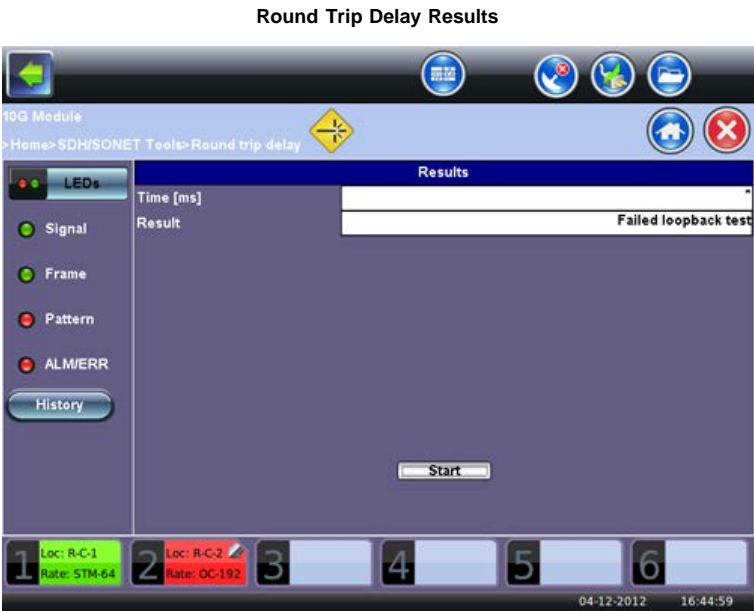 Round Trip Delay Results
10G Module
>Home>SDH/SONET Tools>Round trip delay
LEDs
Results
Time [ms]
Signal
Result
Failed loopback test
Frame
Pattern
ALM/ERR
History
Start
1
Loc: R-C-1
Rate: STM-64
2
Loc: R-C-2
Rate: OC-192
3
4
5
6
04-12-2012 16:44:59